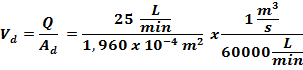 V_d = Q / A_d = 25 L/min / 1,960 x 10^-4 m^2 x 1 m^3/s / 60000 L/min